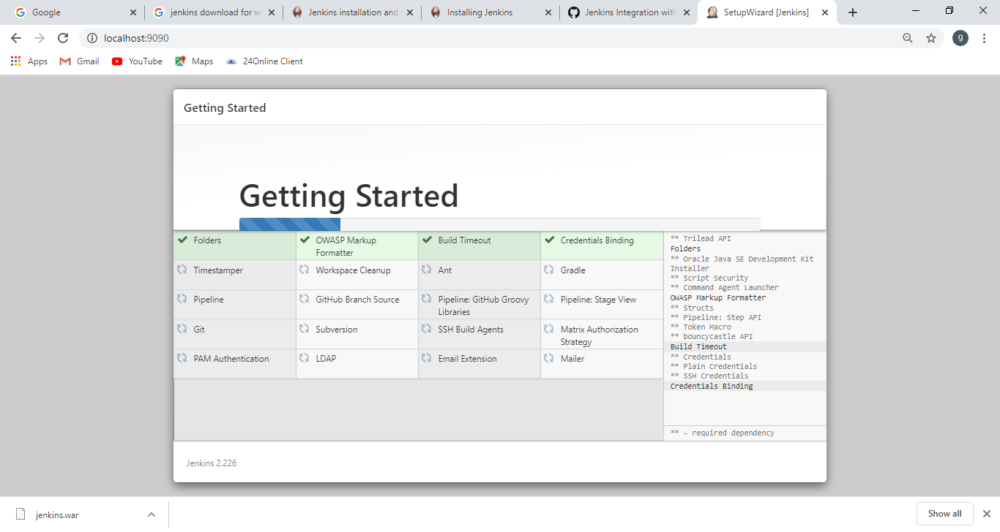 Google
jenkins download for wi
Jenkins installation and
Installing Jenkins
Jenkins Integration with
SetupWizard [Jenkins]
localhost:9090
g
Apps
Gmail
YouTube
Maps
24Online Client
Getting Started
Getting Started
Folders
OWASP Markup
Formatter
Build Timeout
Credentials Binding
Timestamper
Workspace Cleanup
Ant
Gradle
Pipeline
GitHub Branch Source
Pipeline: GitHub Groovy
Libraries
Pipeline: Stage View
Git
Subversion
SSH Build Agents
Matrix Authorization
Strategy
PAM Authentication
LDAP
Email Extension
Mailer
** Trilead API
Folders
** Oracle Java SE Development Kit
Installer
** Script Security
** Command Agent Launcher
OWASP Markup Formatter
** Structs
** Pipeline: Step API
** Token Macro
** bouncycastle API
Build Timeout
** Credentials
** Plain Credentials
** SSH Credentials
Credentials Binding
** - required dependency
Jenkins 2.226
jenkins.war
Show all